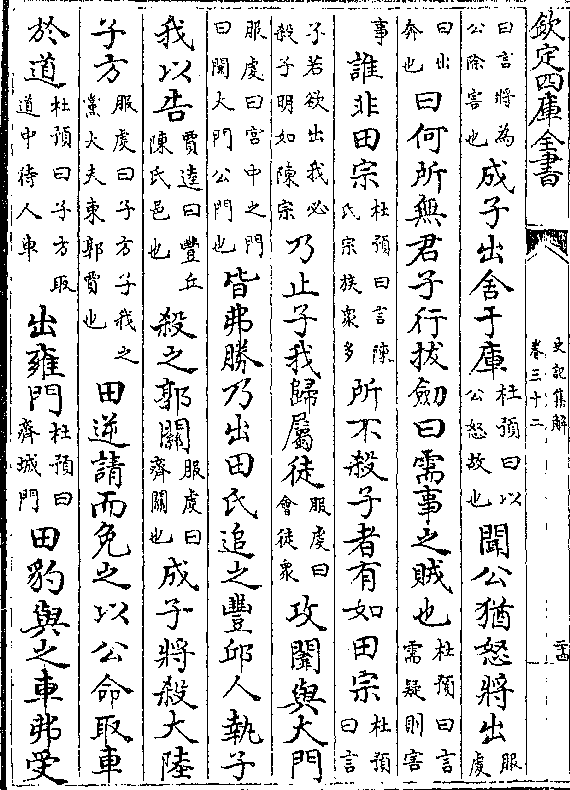 欽定四庫全書
史記集解
卷三十二
二十四
曰言將為
公除害也
成子出舍于庫
杜預曰以
公怒故也
聞公猶怒將出
服虔
曰出
奔也
曰何所無君子行拔劒曰需事之賊也
杜預曰言
需疑則害
事
誰非田宗
杜預曰言陳
氏宗族衆多
所不殺子者有如田宗
杜預
曰言
子若欲出我必
殺子明如陳宗
乃止子我歸屬徒
服虔曰
會徒衆
攻闈與大門
服虔曰宫中之門
曰闈大門公門也
皆弗勝乃出田氏追之豐邱人執子
我以告
賈逵曰豐丘
陳氏邑也
殺之郭關
服虔曰
齊關也
成子將殺大陸
子方
服虔曰子方子我之
黨大夫東郭賈也
田逆請而免之以公命取車
於道
杜預曰子方取
道中待人車
出雍門
杜預曰
齊城門
田豹與之車弗受